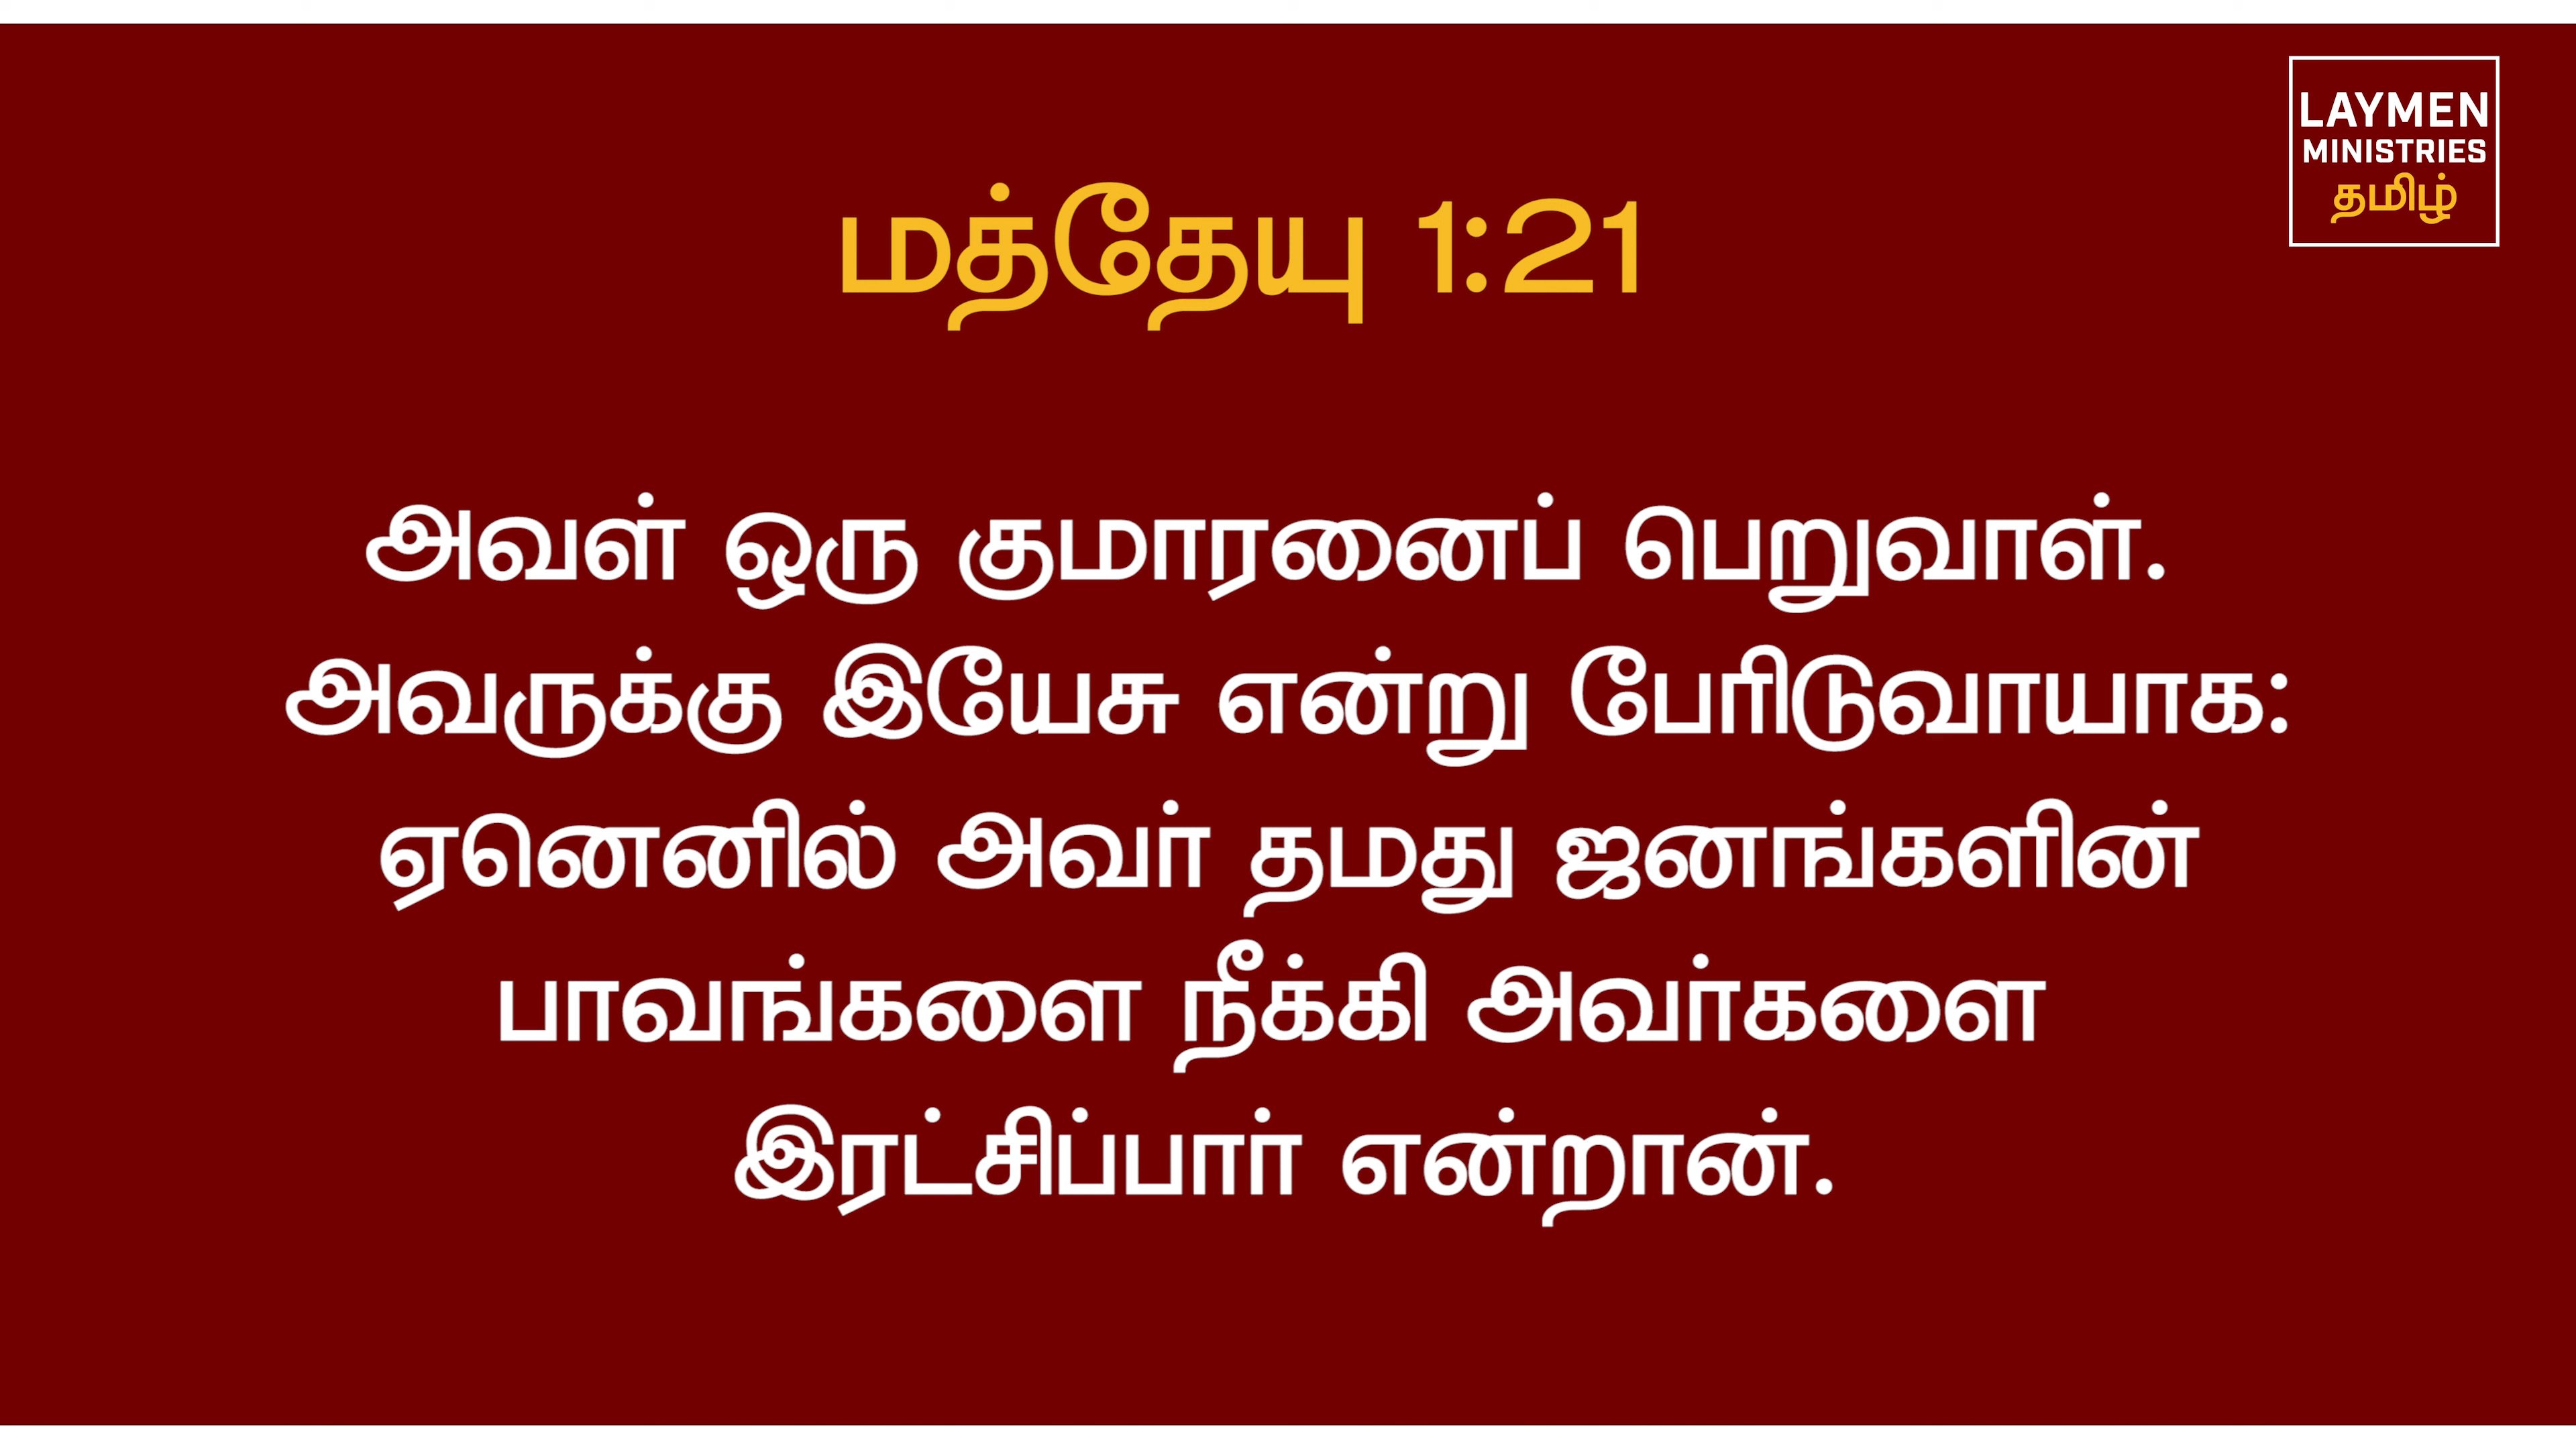 LAYMEN
MINISTRIES
தமிழ்
மத்தேயு 1:21
அவள் ஒரு குமாரனைப் பெறுவாள்.
அவருக்கு இயேசு என்று பேரிடுவாயாக:
ஏனெனில் அவர் தமது ஜனங்களின்
பாவங்களை நீக்கி அவர்களை
இரட்சிப்பார் என்றான்.